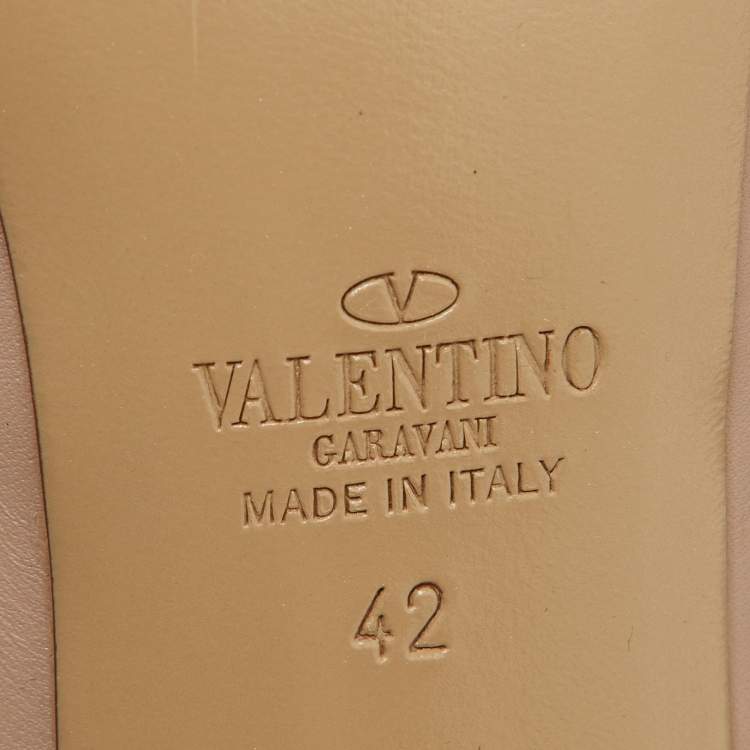 V
VALENTINO
GARAVANI
MADE IN ITALY
42